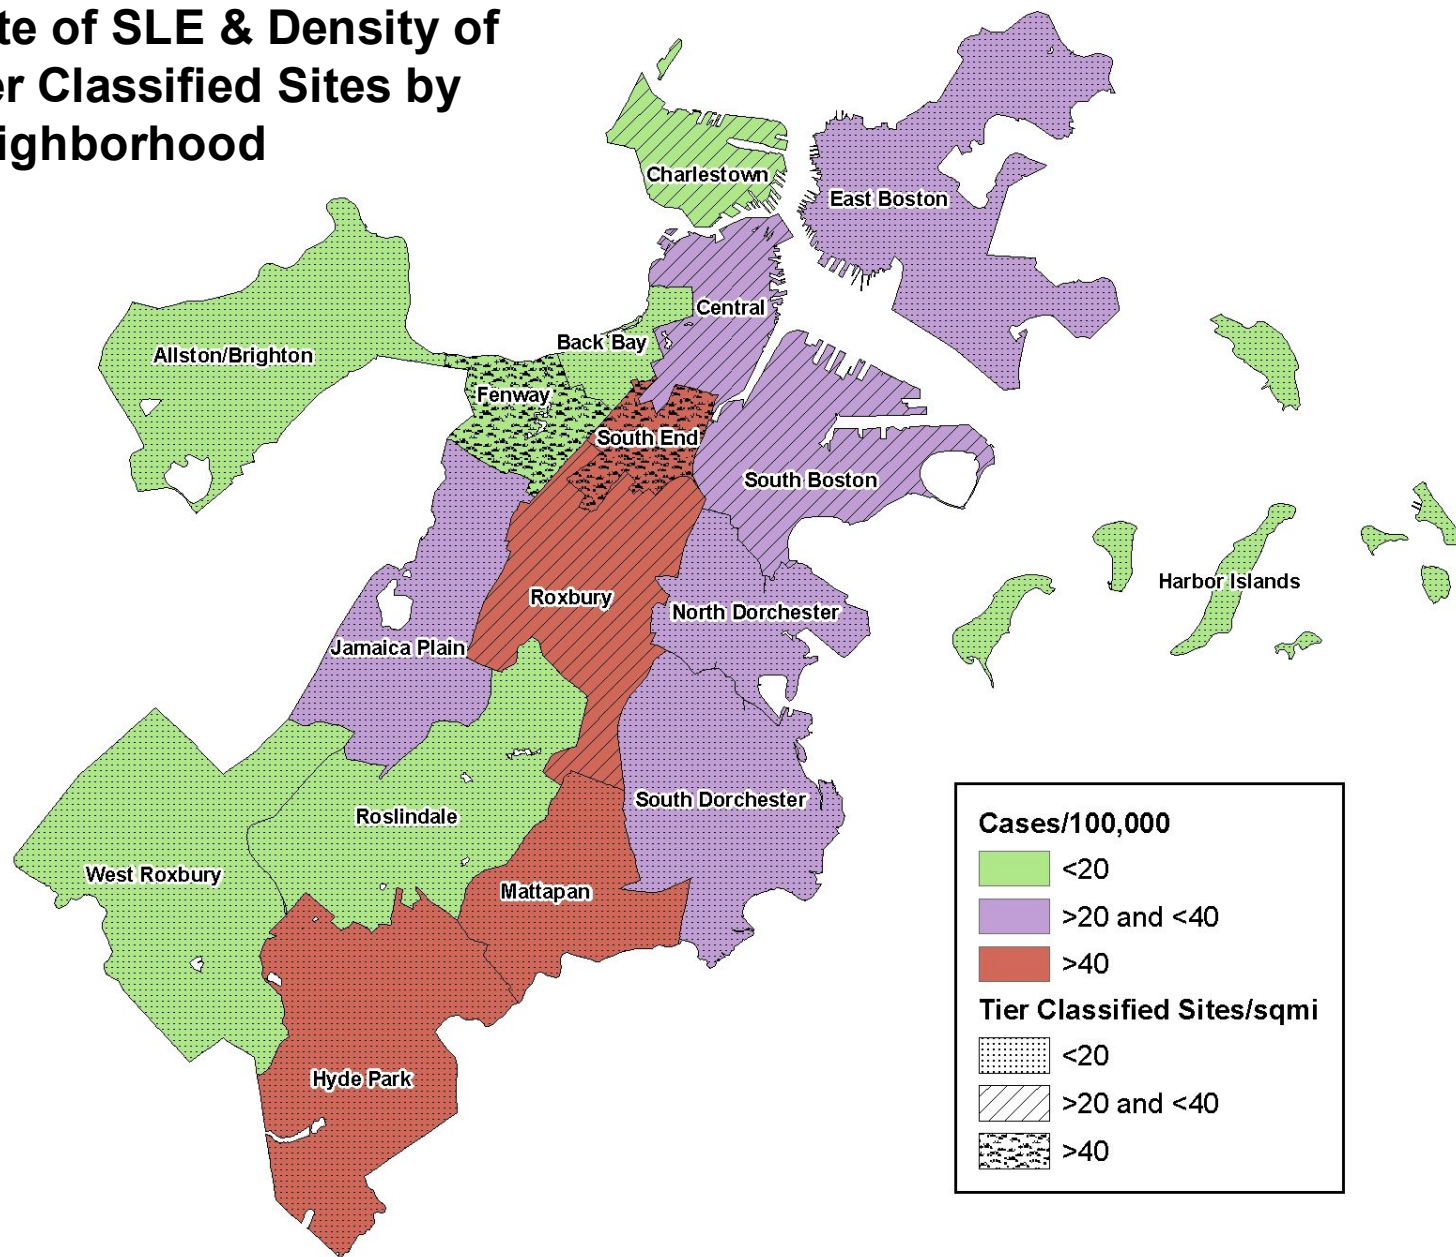 te of SLE & Density of
er Classified Sites by
eighborhood
Charlestown
East Boston
Central
Back Bay
Allston/Brighton
Fenway
South End
South Boston
Harbor Islands
Roxbury
North Dorchester
Jamaica Plain
South Dorchester
Roslindale
West Roxbury
Mattapan
Hyde Park
Cases/100,000
<20
>20 and <40
>40
Tier Classified Sites/sqmi
<20
>20 and <40
>40